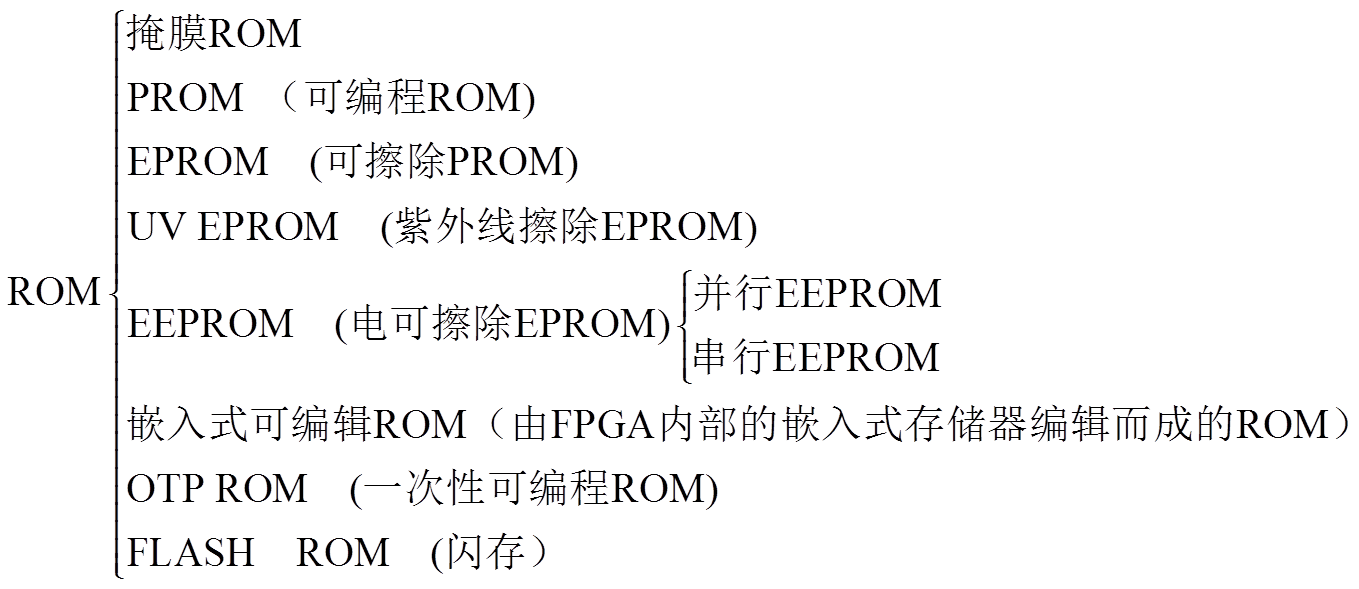 掩膜ROM
PROM （可编程ROM)
EPROM (可擦除PROM)
UV EPROM (紫外线擦除EPROM)
ROM
EEPROM (电可擦除EPROM)
并行EEPROM
串行EEPROM
嵌入式可编辑ROM（由FPGA内部的嵌入式存储器编辑而成的ROM）
OTP ROM (一次性可编程ROM)
FLASH ROM (闪存）